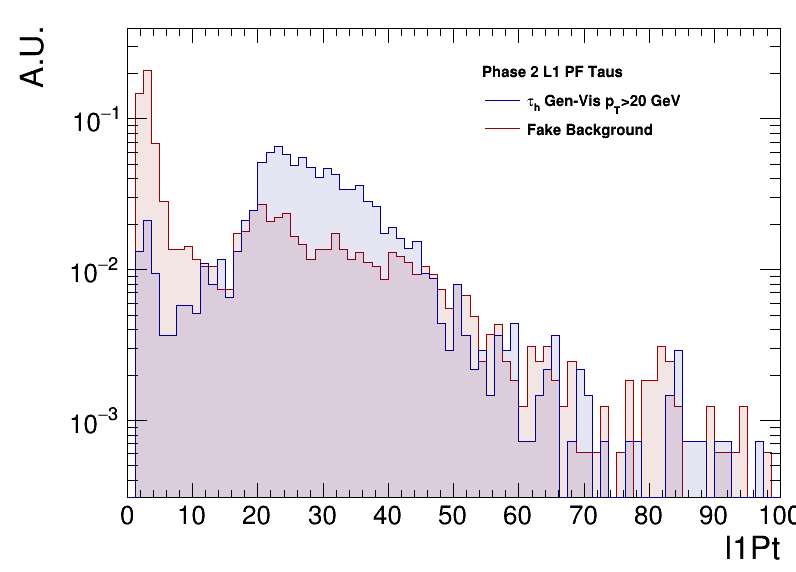 A.U.
Phase 2 L1 PF Taus
τh Gen-Vis pT>20 GeV
Fake Background
10−1
10−2
10−3
0 10 20 30 40 50 60 70 80 90 100
l1Pt